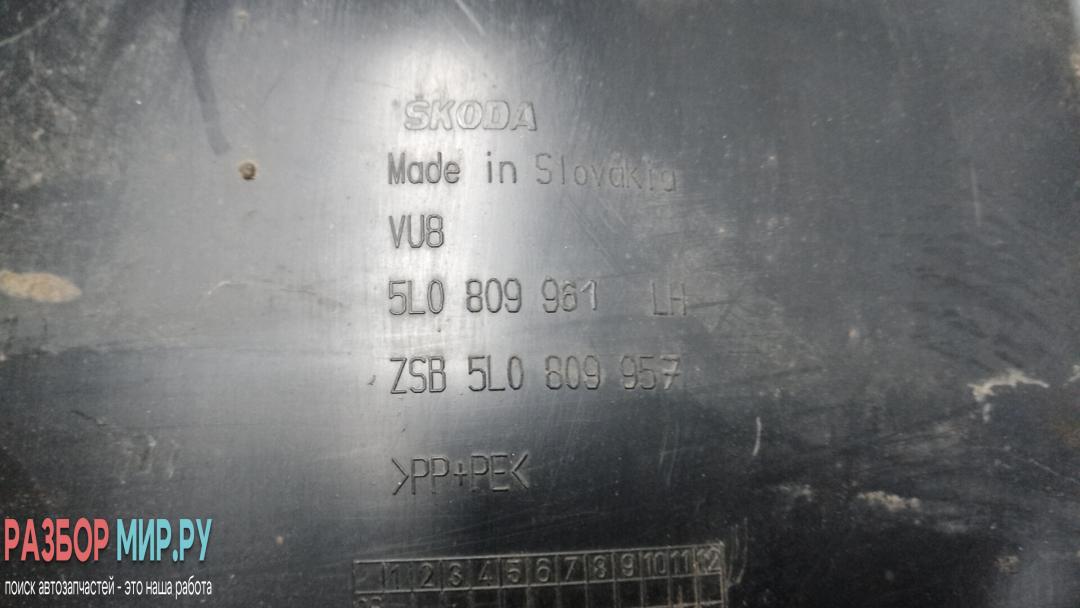 ŠKODA
Made in Slovakia
VU8
5L0 809 961 LH
ZSB 5L0 809 957
>PP+PE<
1 2 3 4 5 6 7 8 9 10 11 12
РАЗБОР МИР.РУ
поиск автозапчастей - это наша работа